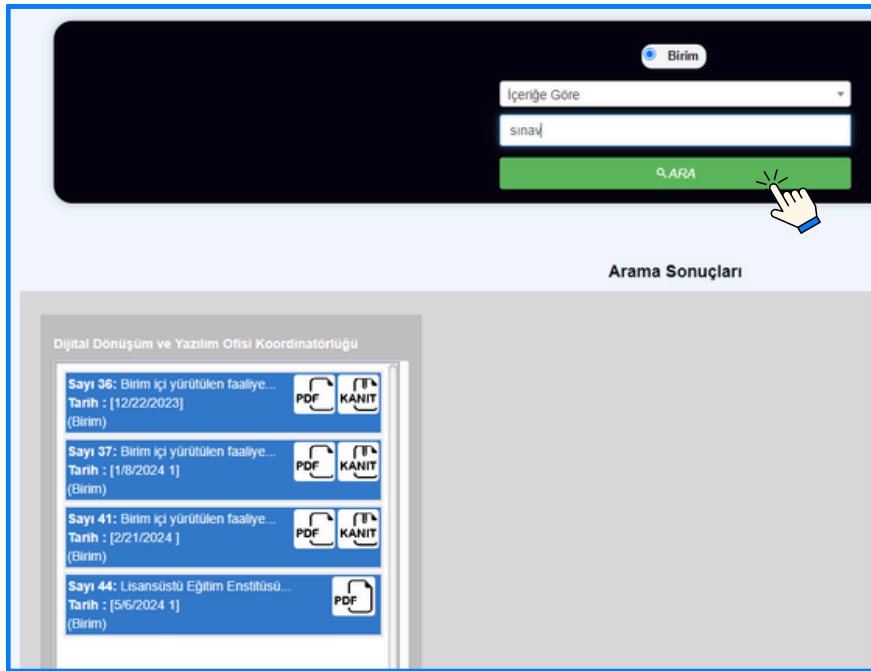 Birim
İçeriğe Göre
sınav
ARA
Arama Sonuçları
Dijital Dönüşüm ve Yazılım Ofisi Koordinatörlüğü
Sayı 36: Birim içi yürütülen faaliye...
Tarih : [12/22/2023]
(Birim)
PDF KANIT
Sayı 37: Birim içi yürütülen faaliye...
Tarih : [1/8/2024 1]
(Birim)
PDF KANIT
Sayı 41: Birim içi yürütülen faaliye...
Tarih : [2/21/2024 ]
(Birim)
PDF KANIT
Sayı 44: Lisansüstü Eğitim Enstitüsü...
Tarih : [5/6/2024 1]
(Birim)
PDF